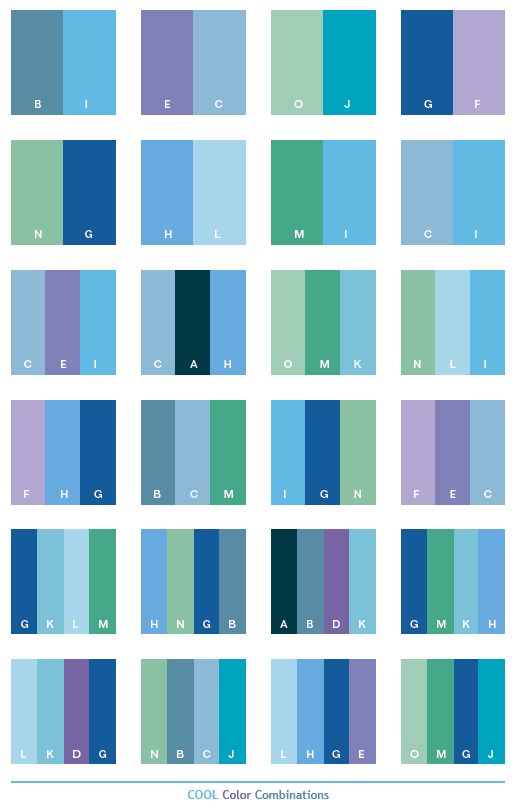 B I E C O J G F
N G H L M I C I
C E I C A H O M K N L I
F H G B C M I G N F E C
G K L M H N G B A B D K G M K H
L K D G N B C J L H G E O M G J
COOL Color Combinations